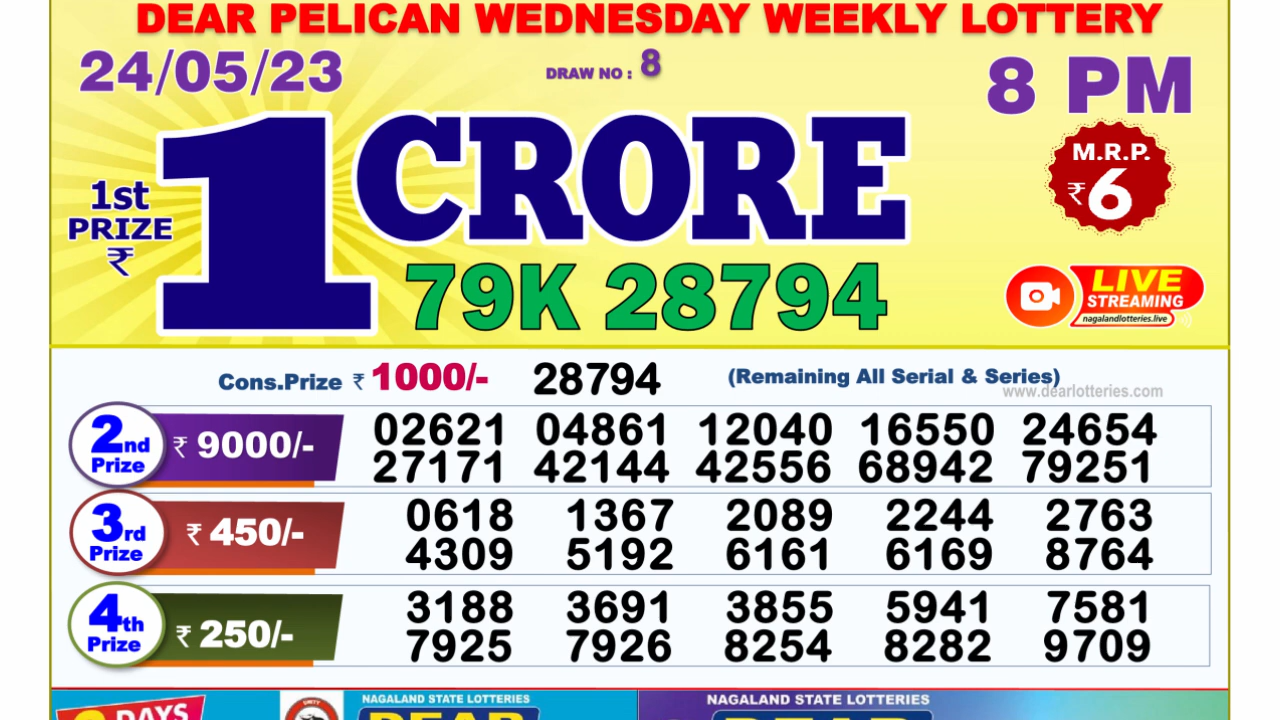 DEAR PELICAN WEDNESDAY WEEKLY LOTTERY
24/05/23 DRAW NO : 8 8 PM
1st PRIZE ₹ 1 CRORE
M.R.P. ₹6
79K 28794
LIVE STREAMING
nagalandlotteries.live
Cons.Prize ₹ 1000/- 28794 (Remaining All Serial & Series)
www.dearlotteries.com
2nd Prize ₹ 9000/-
02621 04861 12040 16550 24654
27171 42144 42556 68942 79251
3rd Prize ₹ 450/-
0618 1367 2089 2244 2763
4309 5192 6161 6169 8764
4th Prize ₹ 250/-
3188 3691 3855 5941 7581
7925 7926 8254 8282 9709
NAGALAND STATE LOTTERIES NAGALAND STATE LOTTERIES
DAYS UNITY DEAR DEAR